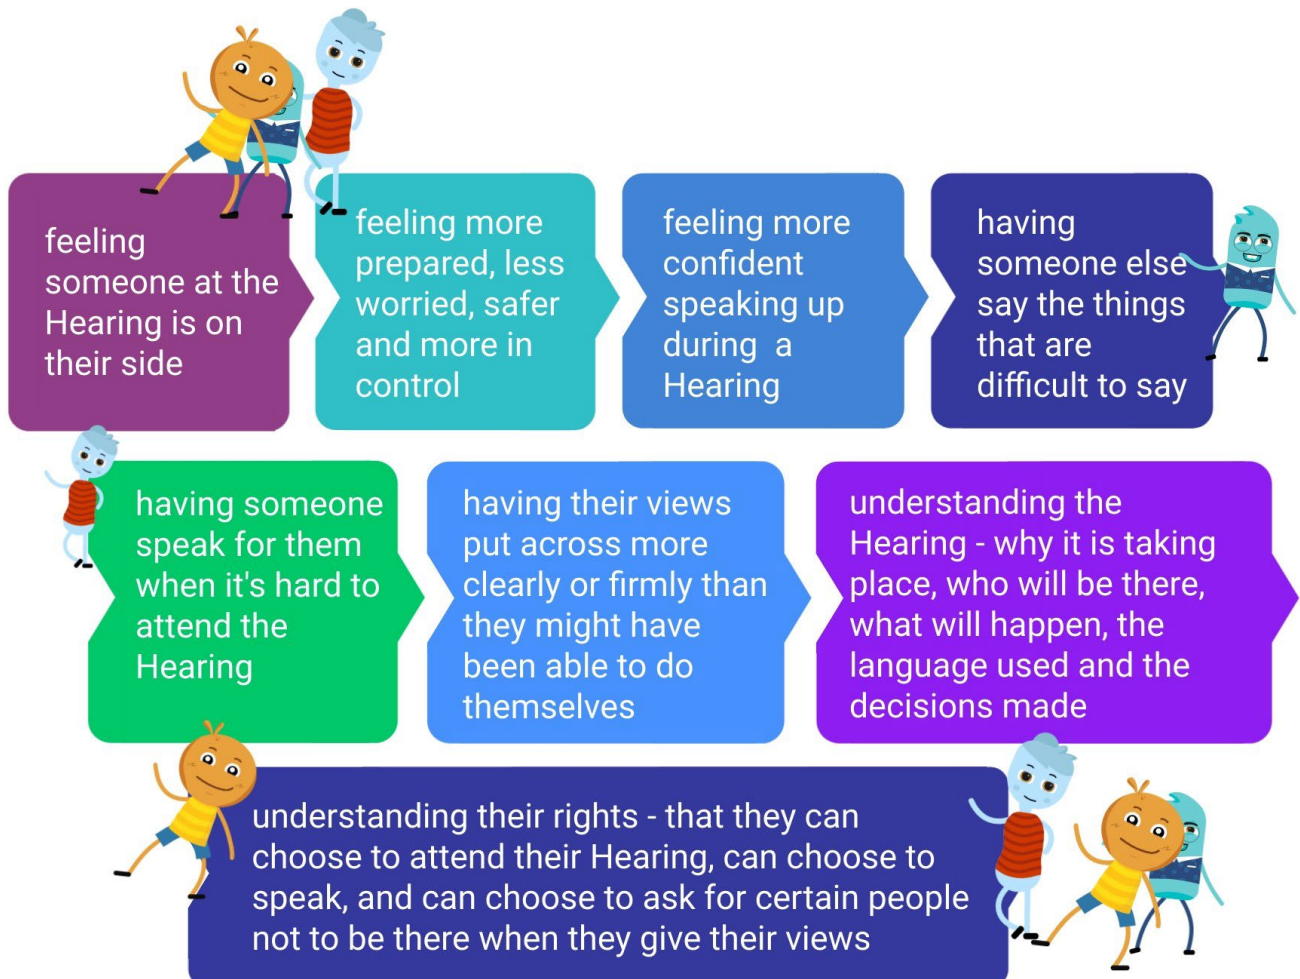 feeling
someone at the
Hearing is on
their side
feeling more
prepared, less
worried, safer
and more in
control
feeling more
confident
speaking up
during  a
Hearing
having
someone else
say the things
that are
difficult to say
having someone
speak for them
when it's hard to
attend the
Hearing
having their views
put across more
clearly or firmly than
they might have
been able to do
themselves
understanding the
Hearing - why it is taking
place, who will be there,
what will happen, the
language used and the
decisions made
understanding their rights - that they can
choose to attend their Hearing, can choose to
speak, and can choose to ask for certain people
not to be there when they give their views